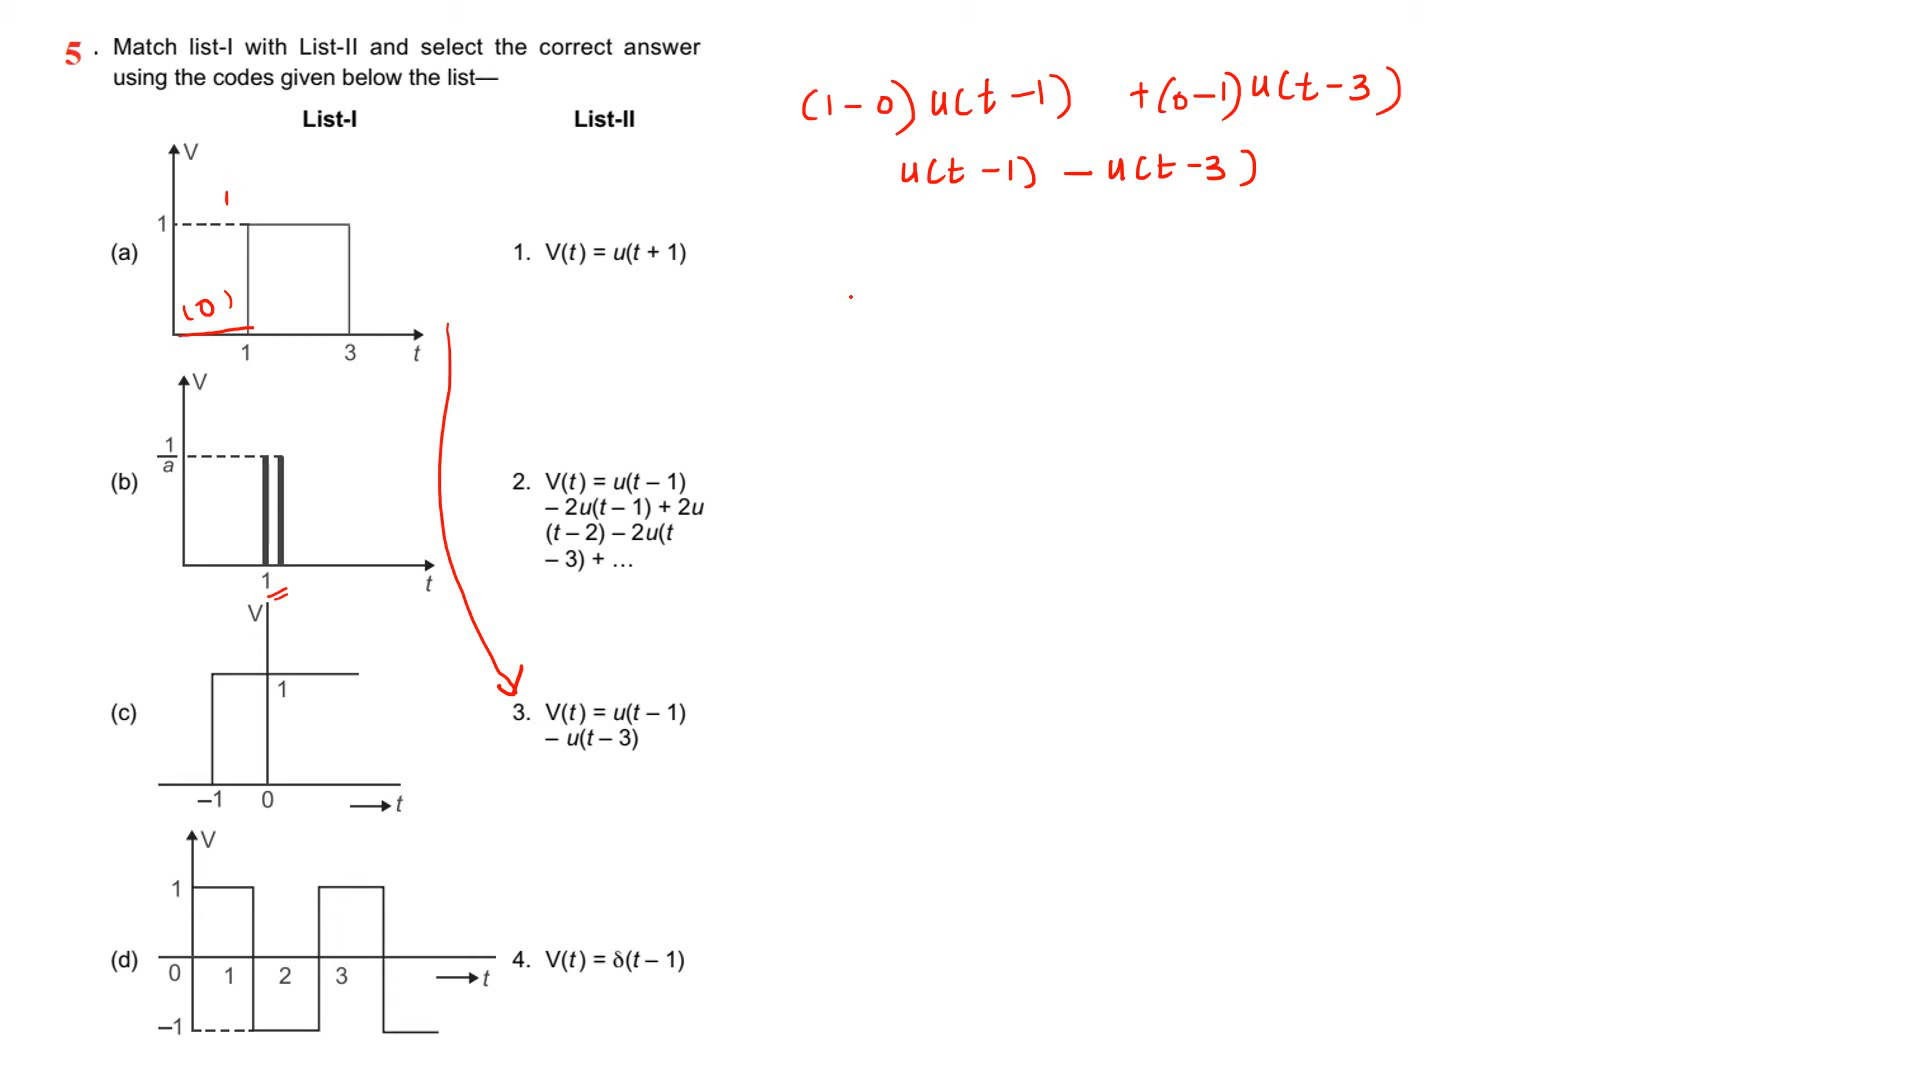 5 . Match list-I with List-II and select the correct answer
using the codes given below the list—
List-I List-II
(1-0) u(t-1) +(0-1) u(t-3)
u(t-1) - u(t-3)
V
1
1
(a)
(0)
1 3 t
1. V(t) = u(t + 1)
V
1
a
(b)
1 t
2. V(t) = u(t – 1)
– 2u(t – 1) + 2u
(t – 2) – 2u(t
– 3) + ...
V
1
(c)
–1 0 t
3. V(t) = u(t – 1)
– u(t – 3)
V
1
(d)
0 1 2 3 t
–1
4. V(t) = δ(t – 1)